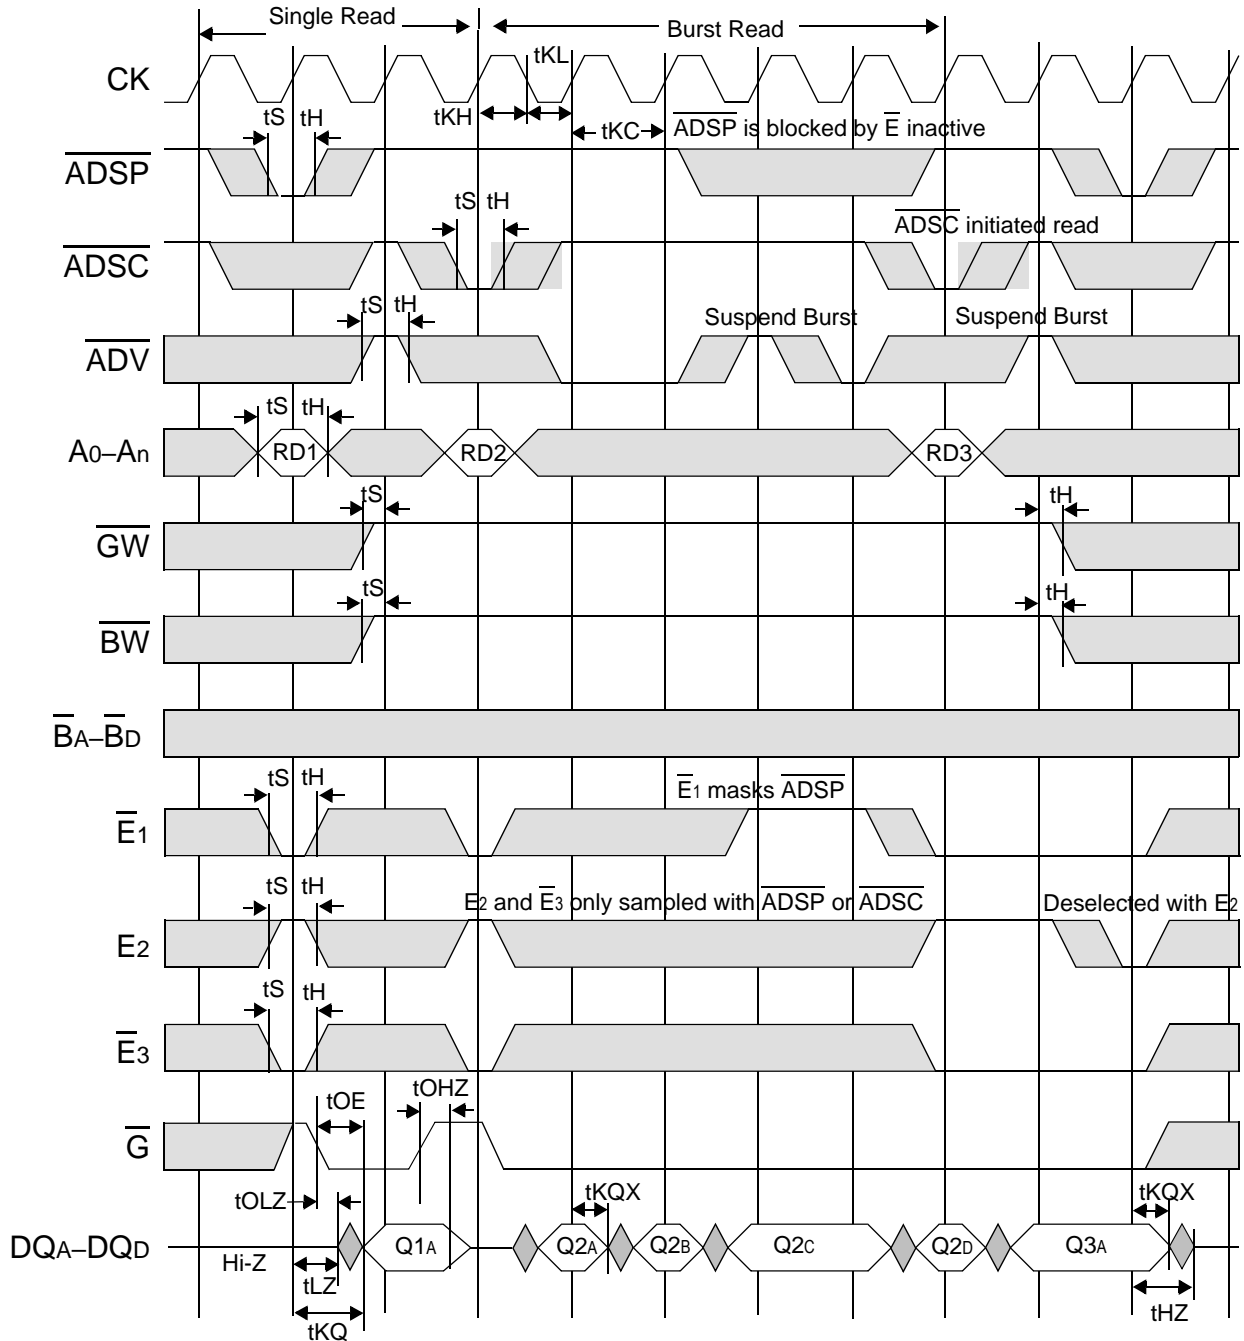 Single Read
Burst Read
CK
tKL
tS tH
tKH
tKC
ADSP is blocked by E inactive
ADSP
tS tH
ADSC initiated read
ADSC
tS tH
Suspend Burst
Suspend Burst
ADV
tS tH
A0–An
RD1
RD2
RD3
tS
tH
GW
tS
tH
BW
BA–BD
tS tH
E1 masks ADSP
E1
tS tH
E2 and E3 only sampled with ADSP or ADSC
Deselected with E2
E2
tS tH
E3
tOE
tOHZ
G
tOLZ
tKQX
tKQX
DQA–DQD
Q1A
Q2A
Q2B
Q2C
Q2D
Q3A
Hi-Z
tLZ
tHZ
tKQ